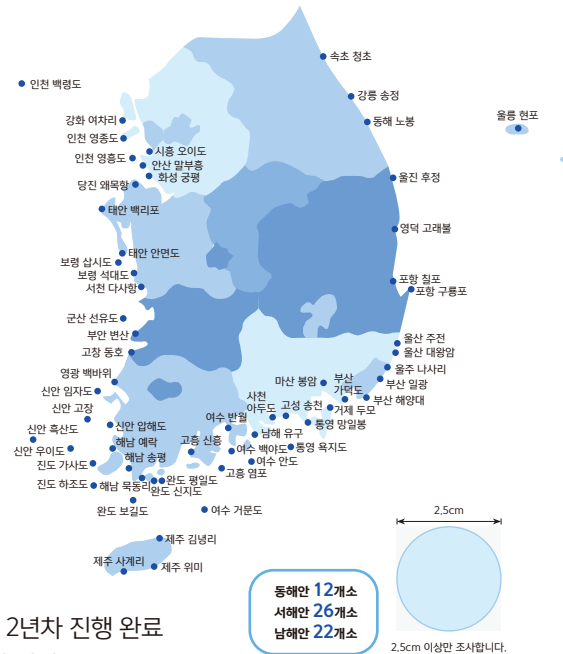 속초 청초
인천 백령도
강릉 송정
울릉 현포
강화 여차리
동해 노봉
인천 영종도
시흥 오이도
인천 영흥도
안산 말부흥
화성 궁평
울진 후정
당진 왜목항
태안 백리포
영덕 고래불
태안 안면도
보령 삽시도
보령 석대도
포항 칠포
서천 다사항
포항 구룡포
군산 선유도
부안 변산
울산 주전
고창 동호
울산 대왕암
영광 백바위
울주 나사리
마산 봉암
부산
가덕도
부산 일광
신안 임자도
사천
아두도
고성 송천
부산 해양대
신안 고장
여수 반월
거제 두모
신안 압해도
통영 망일봉
신안 흑산도
고흥 신흥
남해 유구
해남 예락
신안 우이도
해남 송평
여수 백야도
통영 욕지도
진도 가사도
여수 안도
고흥 염포
진도 하조도
해남 묵동리
완도 평일도
완도 신지도
완도 보길도
여수 거문도
2,5cm
제주 김녕리
제주 사계리
제주 위미
동해안 12개소
서해안 26개소
남해안 22개소
2년차 진행 완료
2,5cm 이상만 조사합니다.